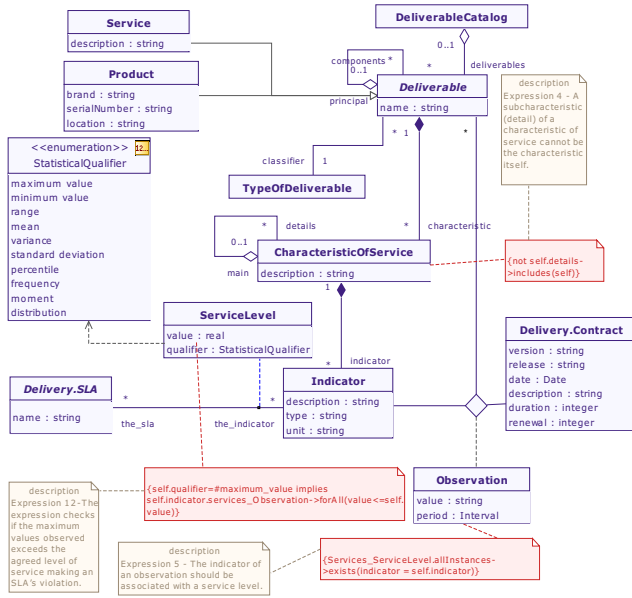 DeliverableCatalog
Service
description : string
0..1
deliverables
components
*
*
0..1
Product
brand : string
serialNumber : string
location : string
principal
Deliverable
name : string
description
Expression 4 - A
subcharacteristic
(detail) of a
characteristic of
service cannot be
the characteristic
itself.
<<enumeration>>
StatisticalQualifier
12...
maximum value
minimum value
range
mean
variance
standard deviation
percentile
frequency
moment
distribution
*
1
*
classifier
1
TypeOfDeliverable
*
details
*
characteristic
0..1
main
CharacteristicOfService
description : string
1
{not self.details-
>includes(self)}
ServiceLevel
value : real
qualifier : StatisticalQualifier
Delivery.Contract
version : string
release : string
date : Date
description : string
duration : integer
renewal : integer
indicator
*
Delivery.SLA
name : string
*
the_sla
*
the_indicator
Indicator
description : string
type : string
unit : string
{self.qualifier=#maximum_value implies
self.indicator.services_Observation->forAll(value<=self.
value)}
Observation
value : string
period : Interval
description
Expression 12-The
expression checks
if the maximum
values observed
exceeds the
agreed level of
service making an
SLA's violation.
description
Expression 5 - The indicator of
an observation should be
associated with a service level.
{Services_ServiceLevel.allInstances-
>exists(indicator = self.indicator)}